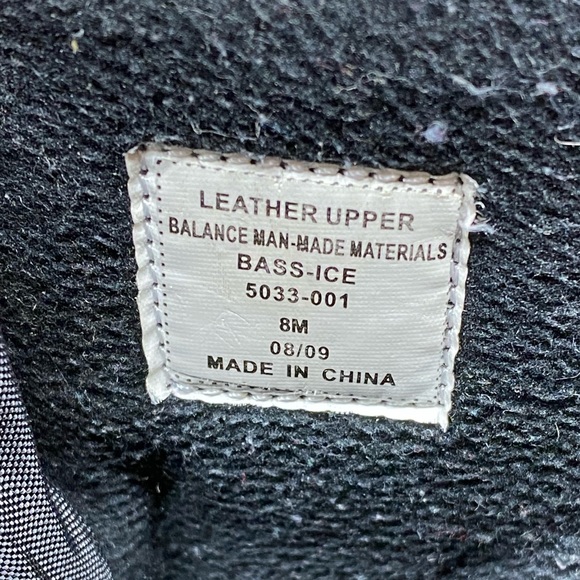 LEATHER UPPER
BALANCE MAN-MADE MATERIALS
BASS-ICE
5033-001
8M
08/09
MADE IN CHINA